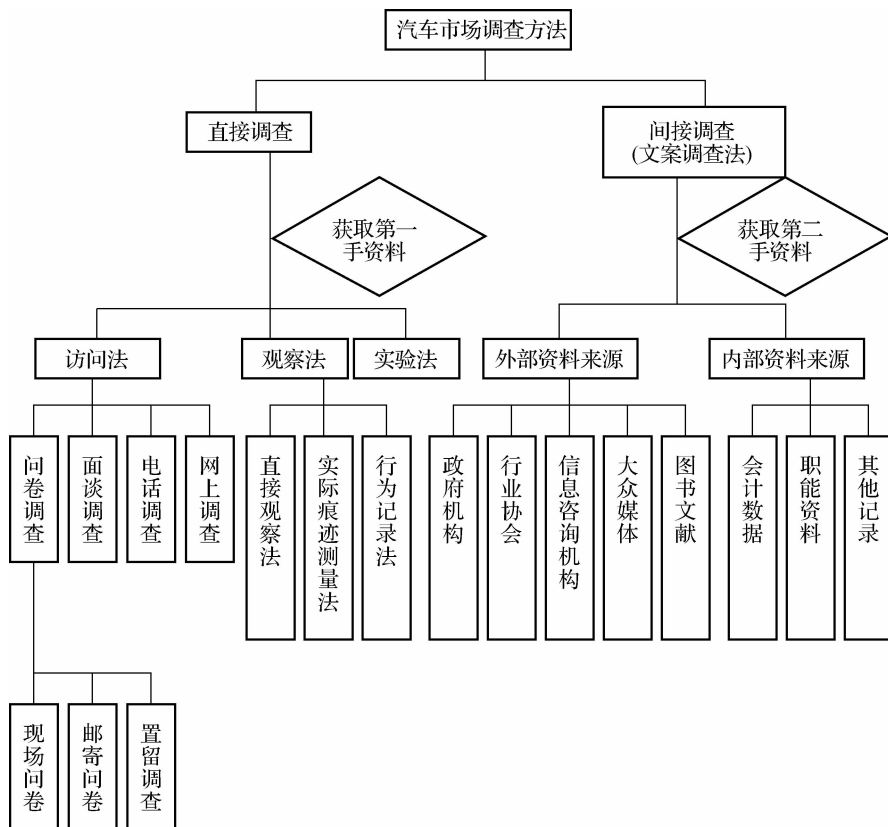 汽车市场调查方法
直接调查
间接调查
(文案调查法)
获取第一
手资料
获取第二
手资料
访问法
观察法
实验法
外部资料来源
内部资料来源
问卷调查
面谈调查
电话调查
网上调查
直接观察法
实际痕迹测量法
行为记录法
政府机构
行业协会
信息咨询机构
大众媒体
图书文献
会计数据
职能资料
其他记录
现场问卷
邮寄问卷
置留调查